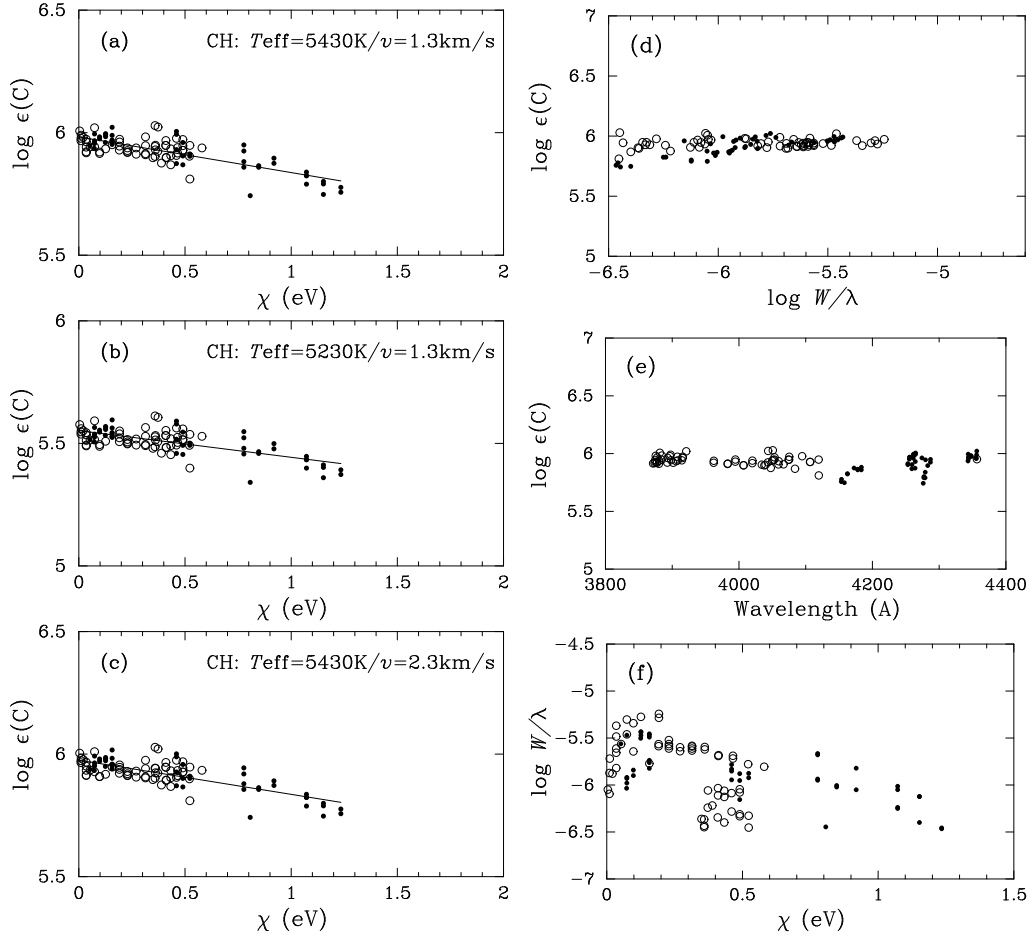 (a) CH: Teff=5430K/υ=1.3km/s
6.5
6
5.5
log ϵ(C)
0 0.5 1 1.5 2
χ (eV)
(b) CH: Teff=5230K/υ=1.3km/s
6
5.5
5
log ϵ(C)
0 0.5 1 1.5 2
χ (eV)
(c) CH: Teff=5430K/υ=2.3km/s
6.5
6
5.5
log ϵ(C)
0 0.5 1 1.5 2
χ (eV)
(d)
7
6.5
6
5.5
5
log ϵ(C)
−6.5 −6 −5.5 −5
log W/λ
(e)
7
6.5
6
5.5
5
log ϵ(C)
3800 4000 4200 4400
Wavelength (A)
(f)
−4.5
−5
−5.5
−6
−6.5
−7
log W/λ
0 0.5 1 1.5
χ (eV)